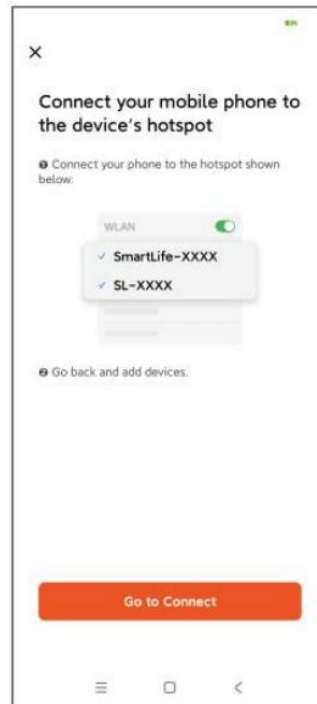 Connect your mobile phone to
the device's hotspot
❶ Connect your phone to the hotspot shown
below:
WLAN
SmartLife-XXXX
SL-XXXX
❷ Go back and add devices.
Go to Connect